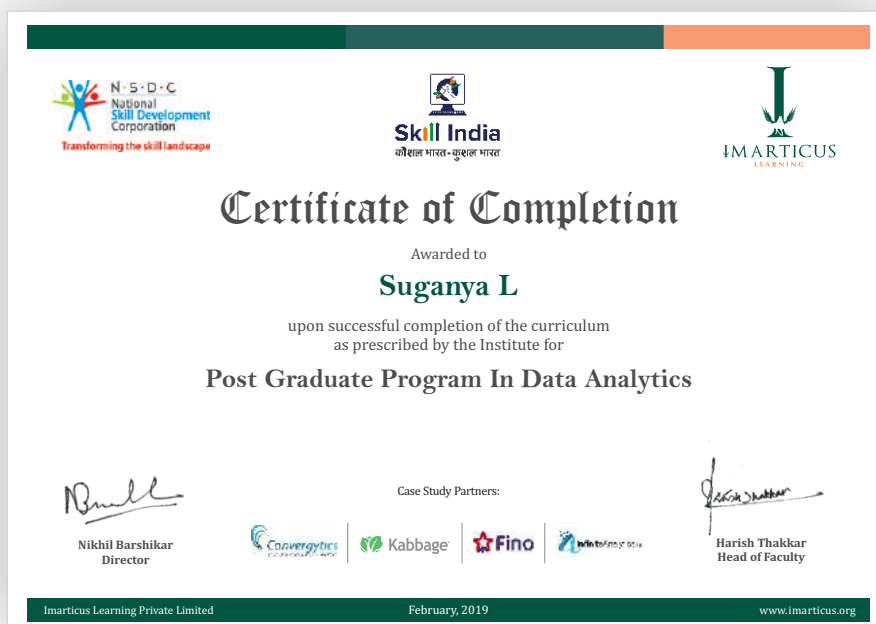 N·S·D·C
National
Skill Development
Corporation
Transforming the skill landscape
Skill India
कौशल भारत-कुशल भारत
IMARTICUS
LEARNING
Certificate of Completion
Awarded to
Suganya L
upon successful completion of the curriculum
as prescribed by the Institute for
Post Graduate Program In Data Analytics
Case Study Partners:
Convergytics
Kabbage
Fino
Nikhil Barshikar
Director
Harish Thakkar
Head of Faculty
Imarticus Learning Private Limited
February, 2019
www.imarticus.org